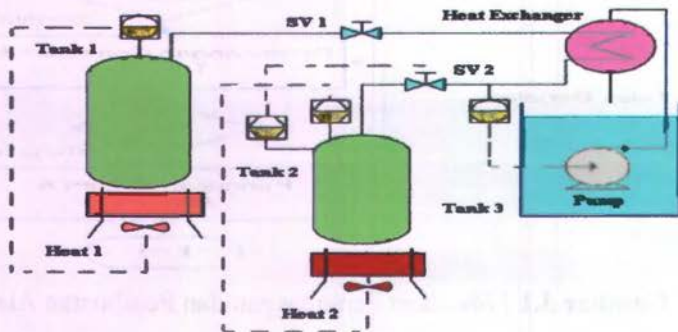 SV 1
Heat Exchanger
Tank 1
SV 2
Tank 2
Tank 3
Pump
Heat 1
Heat 2